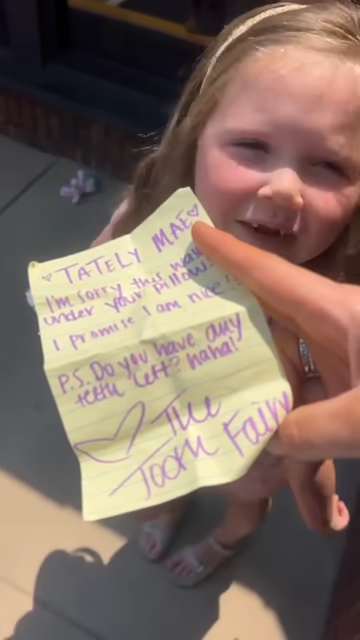 ♡TATELY MAE♡
I'm sorry this was
under your pillow!
I promise I am nice!!
P.S. Do you have any
teeth left? haha!
♡ The
Tooth Fairy